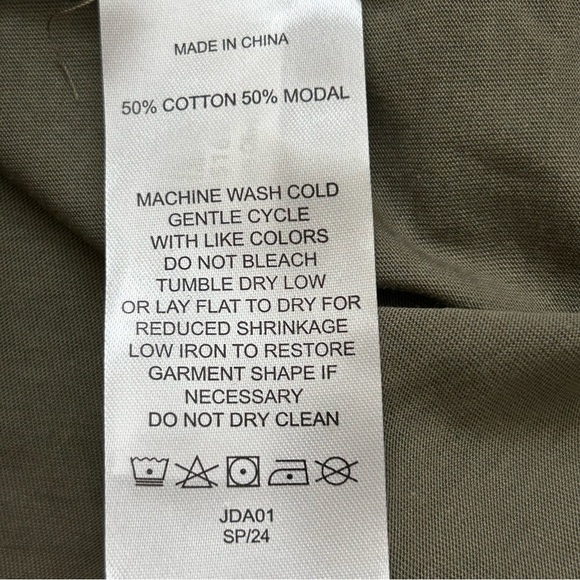 MADE IN CHINA
50% COTTON 50% MODAL
MACHINE WASH COLD
GENTLE CYCLE
WITH LIKE COLORS
DO NOT BLEACH
TUMBLE DRY LOW
OR LAY FLAT TO DRY FOR
REDUCED SHRINKAGE
LOW IRON TO RESTORE
GARMENT SHAPE IF
NECESSARY
DO NOT DRY CLEAN
JDA01
SP/24